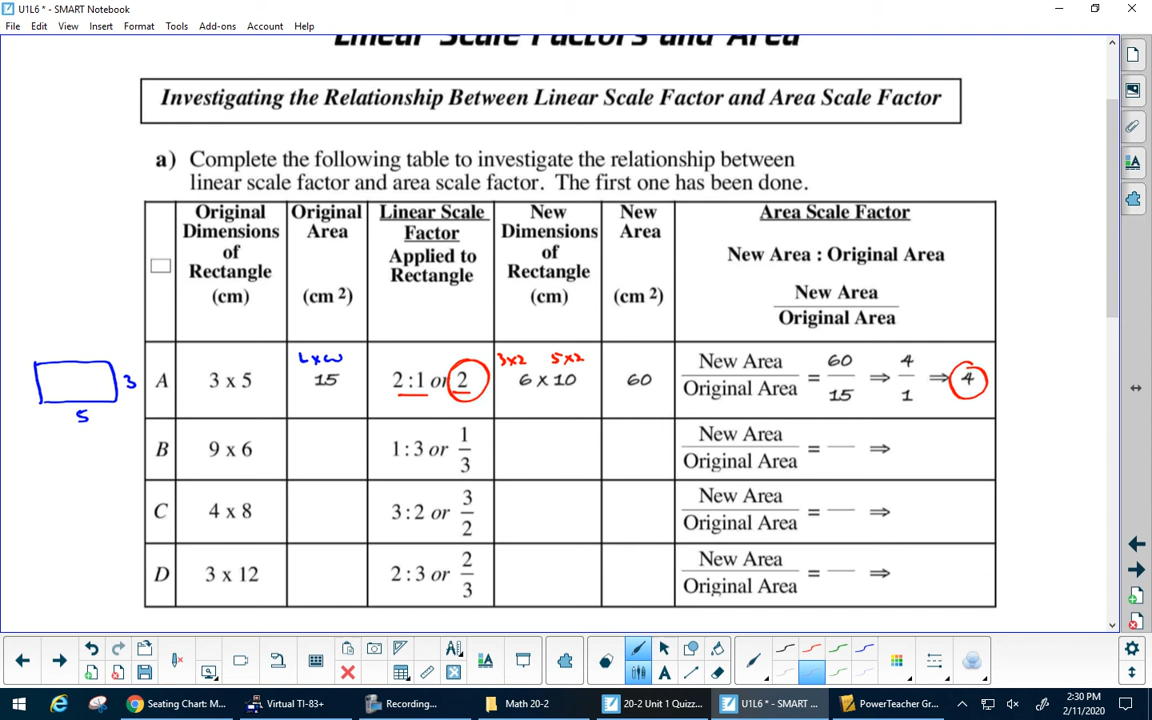 U1L6 * - SMART Notebook
File Edit View Insert Format Tools Add-ons Account Help
Linear Scale Factors and Area
Investigating the Relationship Between Linear Scale Factor and Area Scale Factor
a) Complete the following table to investigate the relationship between
linear scale factor and area scale factor. The first one has been done.
Original Dimensions of Rectangle (cm)
Original Area (cm 2)
Linear Scale Factor Applied to Rectangle
New Dimensions of Rectangle (cm)
New Area (cm 2)
Area Scale Factor
New Area : Original Area
New Area
Original Area
3
5
A
3 x 5
L x w
15
2 : 1 or 2
3x2 5x2
6 x 10
60
New Area / Original Area = 60/15 ⇒ 4/1 ⇒ 4
B
9 x 6
1 : 3 or 1/3
New Area / Original Area = — ⇒
C
4 x 8
3 : 2 or 3/2
New Area / Original Area = — ⇒
D
3 x 12
2 : 3 or 2/3
New Area / Original Area = — ⇒
Seating Chart: M...
Virtual TI-83+
Recording...
Math 20-2
20-2 Unit 1 Quizz...
U1L6 * - SMART ...
PowerTeacher Gr...
2:30 PM
2/11/2020